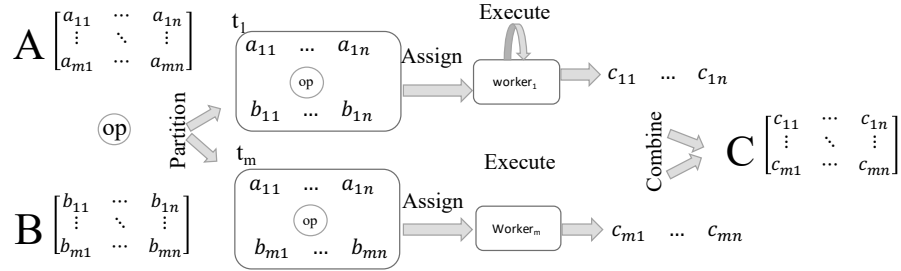 A [a₁₁ ⋯ a₁ₙ
⋮ ⋱ ⋮
aₘ₁ ⋯ aₘₙ]
op
B [b₁₁ ⋯ b₁ₙ
⋮ ⋱ ⋮
bₘ₁ ⋯ bₘₙ]
Partition
t₁
a₁₁ … a₁ₙ
op
b₁₁ … b₁ₙ
Assign
Execute
worker₁
c₁₁ … c₁ₙ
tₘ
a₁₁ … a₁ₙ
op
bₘ₁ … bₘₙ
Assign
Execute
Workerₘ
cₘ₁ … cₘₙ
Combine
C [c₁₁ ⋯ c₁ₙ
⋮ ⋱ ⋮
cₘ₁ ⋯ cₘₙ]